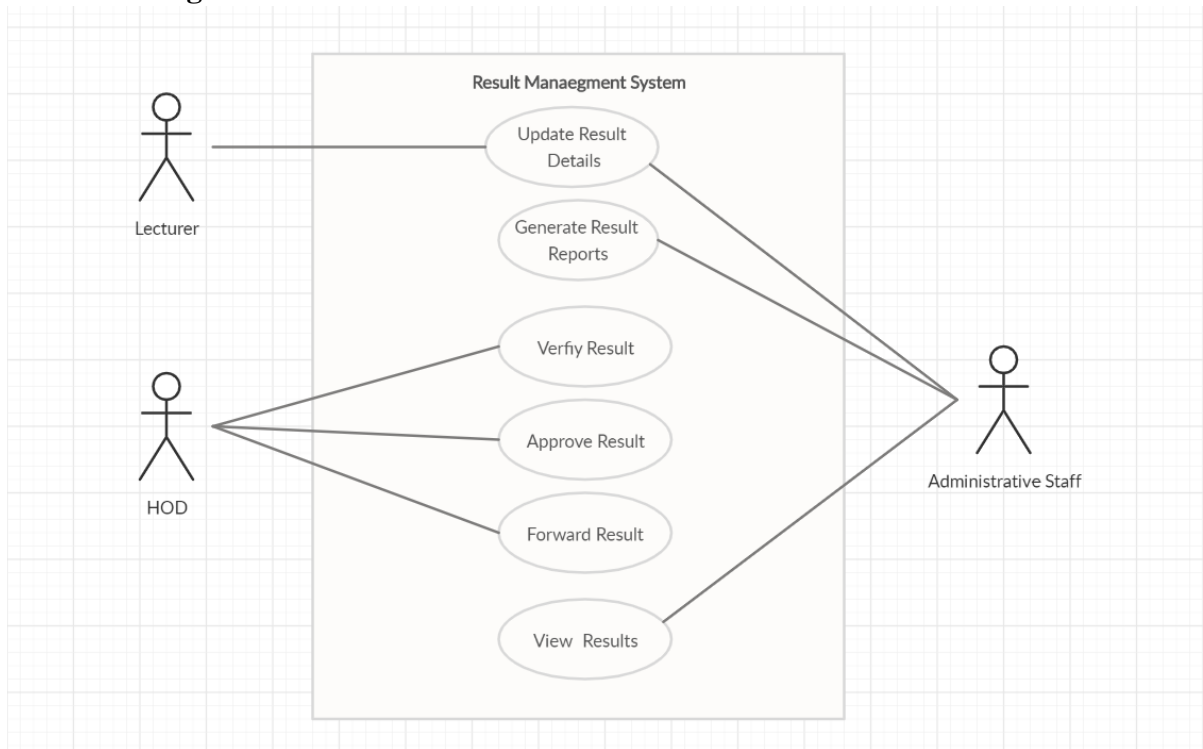 Result Manaegment System
Update Result
Details
Generate Result
Reports
Verfiy Result
Approve Result
Forward Result
View Results
Lecturer
HOD
Administrative Staff